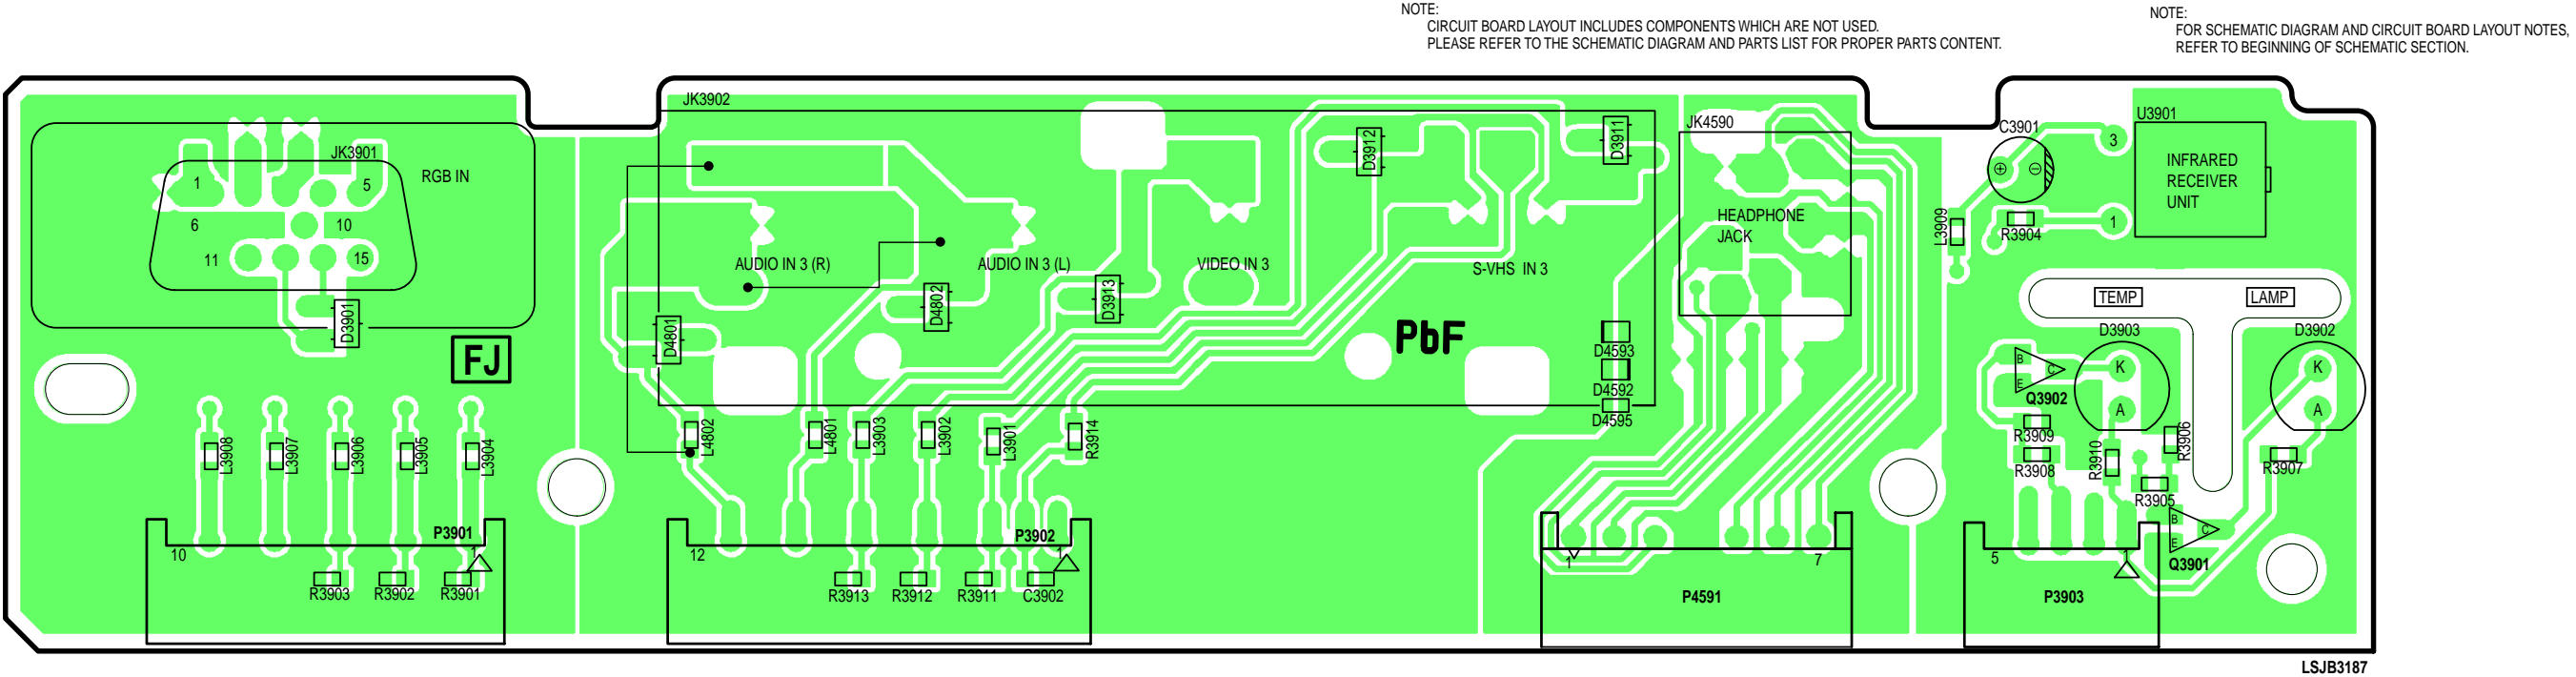 NOTE:
CIRCUIT BOARD LAYOUT INCLUDES COMPONENTS WHICH ARE NOT USED.
PLEASE REFER TO THE SCHEMATIC DIAGRAM AND PARTS LIST FOR PROPER PARTS CONTENT.
NOTE:
FOR SCHEMATIC DIAGRAM AND CIRCUIT BOARD LAYOUT NOTES,
REFER TO BEGINNING OF SCHEMATIC SECTION.
JK3901
RGB IN
1
5
6
10
11
15
D3901
FJ
L3908
L3907
L3906
L3905
L3904
P3901
10
1
R3903
R3902
R3901
JK3902
AUDIO IN 3 (R)
AUDIO IN 3 (L)
VIDEO IN 3
S-VHS IN 3
D3912
D3911
D4801
D4802
D3913
PbF
D4593
D4592
D4595
L4802
L4801
L3903
L3902
L3901
R3914
P3902
12
1
R3913
R3912
R3911
C3902
JK4590
HEADPHONE
JACK
1
7
P4591
C3901
+
−
U3901
3
INFRARED
RECEIVER
UNIT
1
L3909
R3904
TEMP
LAMP
D3903
D3902
B
C
E
K
A
K
A
Q3902
R3909
R3908
R3910
R3906
R3907
R3905
B
C
E
Q3901
5
1
P3903
LSJB3187